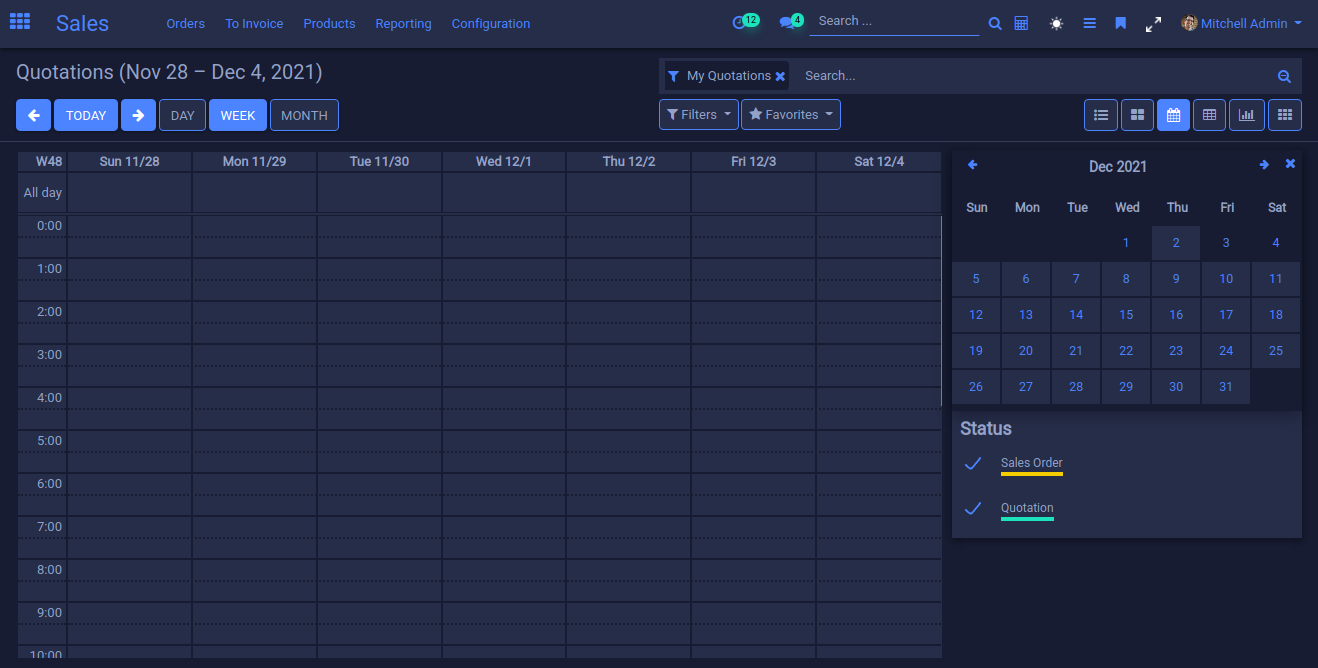 Sales Orders To Invoice Products Reporting Configuration 12 4 Search ... Mitchell Admin
Quotations (Nov 28 – Dec 4, 2021)
My Quotations Search...
TODAY DAY WEEK MONTH
Filters Favorites
W48 Sun 11/28 Mon 11/29 Tue 11/30 Wed 12/1 Thu 12/2 Fri 12/3 Sat 12/4
All day
0:00
1:00
2:00
3:00
4:00
5:00
6:00
7:00
8:00
9:00
10:00
Dec 2021
Sun Mon Tue Wed Thu Fri Sat
1 2 3 4
5 6 7 8 9 10 11
12 13 14 15 16 17 18
19 20 21 22 23 24 25
26 27 28 29 30 31
Status
Sales Order
Quotation